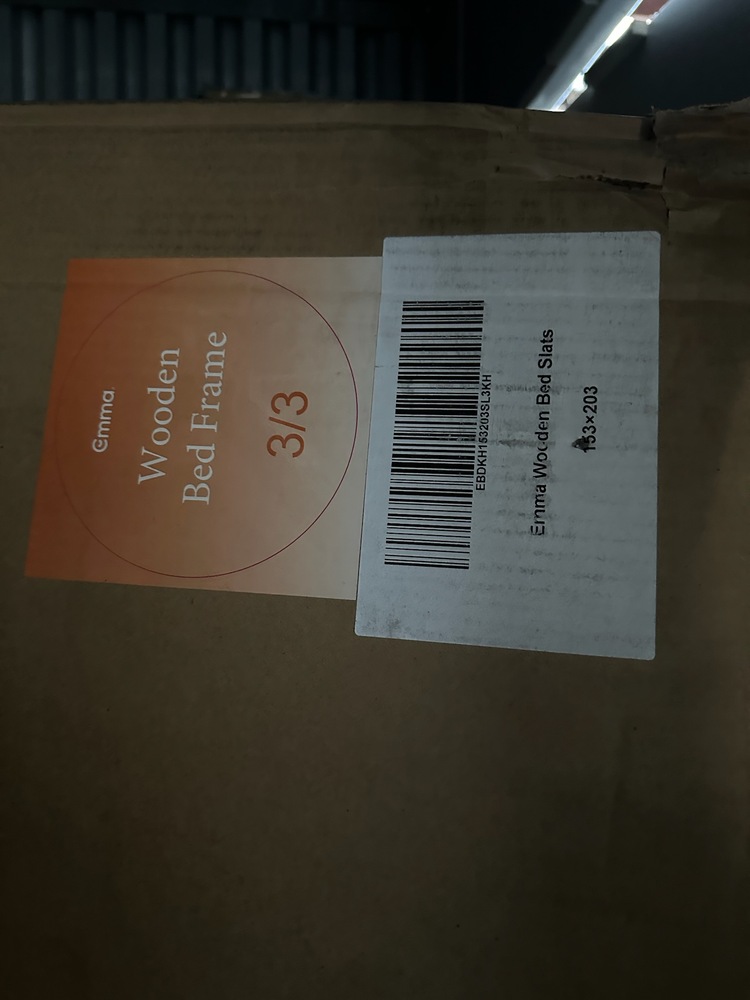 emma
Wooden
Bed Frame
3/3
EBDKH153203SL3KH
Emma Wooden Bed Slats
153×203